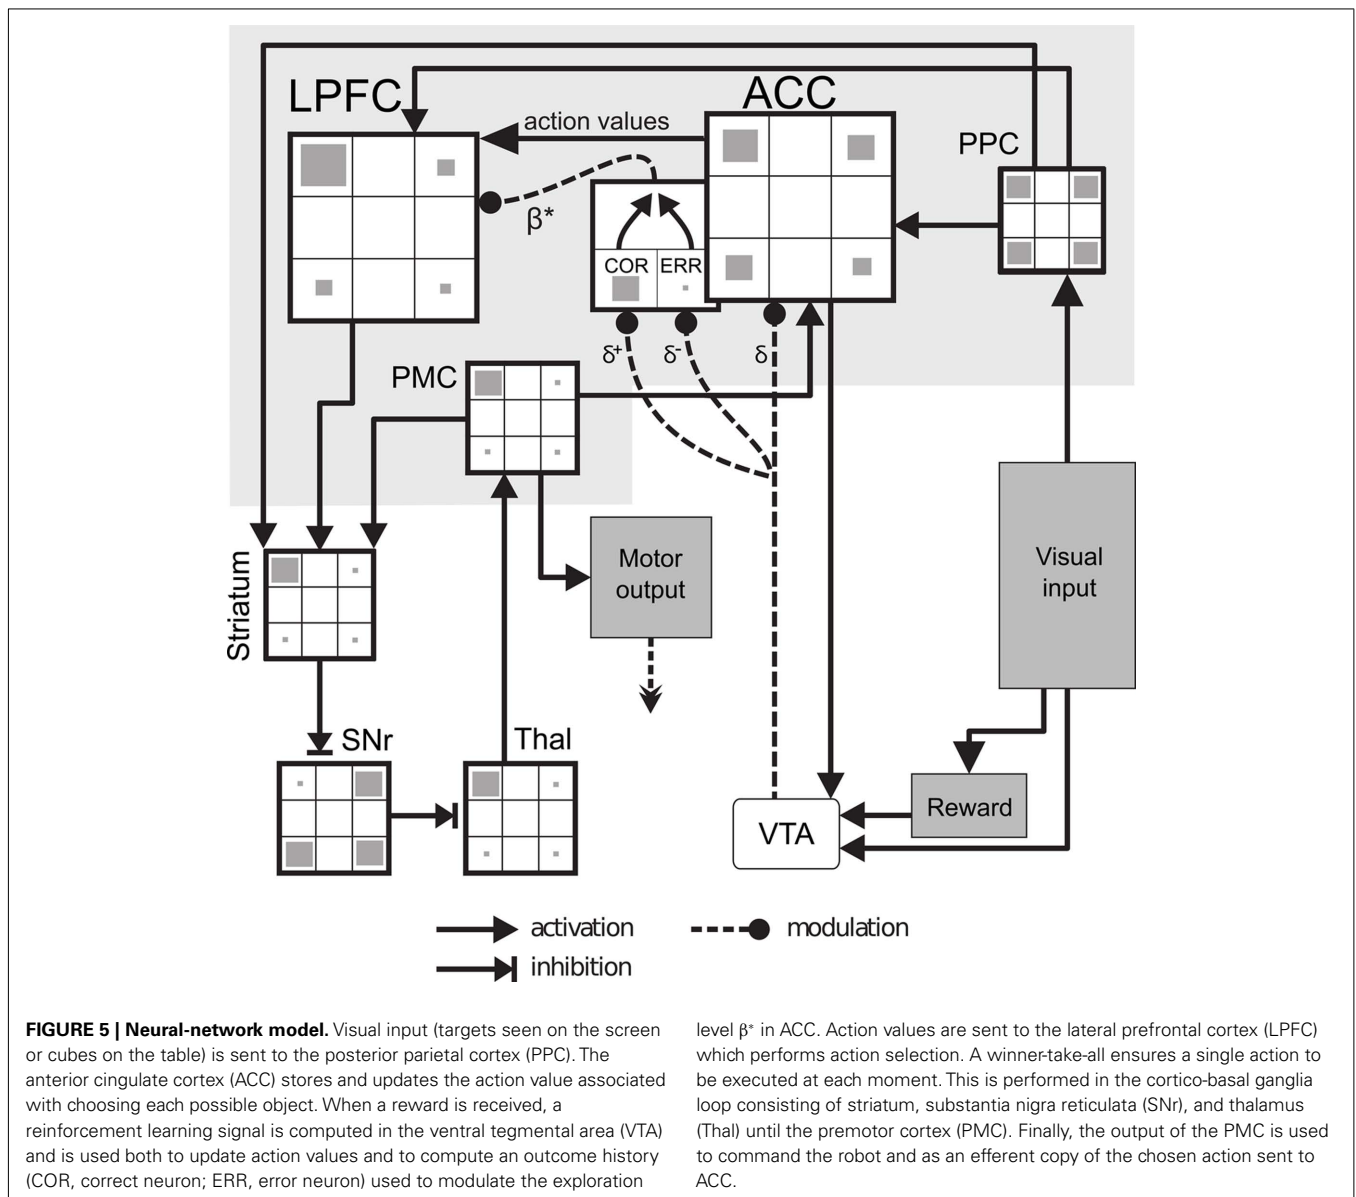 LPFC
ACC
action values
PPC
β*
COR
ERR
δ+
δ-
δ
PMC
Striatum
Motor
output
Visual
input
SNr
Thal
Reward
VTA
activation
modulation
inhibition
FIGURE 5 | Neural-network model. Visual input (targets seen on the screen
or cubes on the table) is sent to the posterior parietal cortex (PPC). The
anterior cingulate cortex (ACC) stores and updates the action value associated
with choosing each possible object. When a reward is received, a
reinforcement learning signal is computed in the ventral tegmental area (VTA)
and is used both to update action values and to compute an outcome history
(COR, correct neuron; ERR, error neuron) used to modulate the exploration
level β* in ACC. Action values are sent to the lateral prefrontal cortex (LPFC)
which performs action selection. A winner-take-all ensures a single action to
be executed at each moment. This is performed in the cortico-basal ganglia
loop consisting of striatum, substantia nigra reticulata (SNr), and thalamus
(Thal) until the premotor cortex (PMC). Finally, the output of the PMC is used
to command the robot and as an efferent copy of the chosen action sent to
ACC.